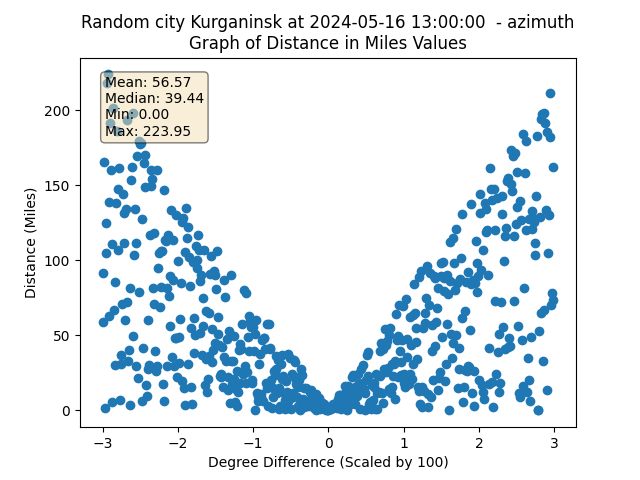 Random city Kurganinsk at 2024-05-16 13:00:00  - azimuth
Graph of Distance in Miles Values
Mean: 56.57
Median: 39.44
Min: 0.00
Max: 223.95
Distance (Miles)
200
150
100
50
0
−3
−2
−1
0
1
2
3
Degree Difference (Scaled by 100)